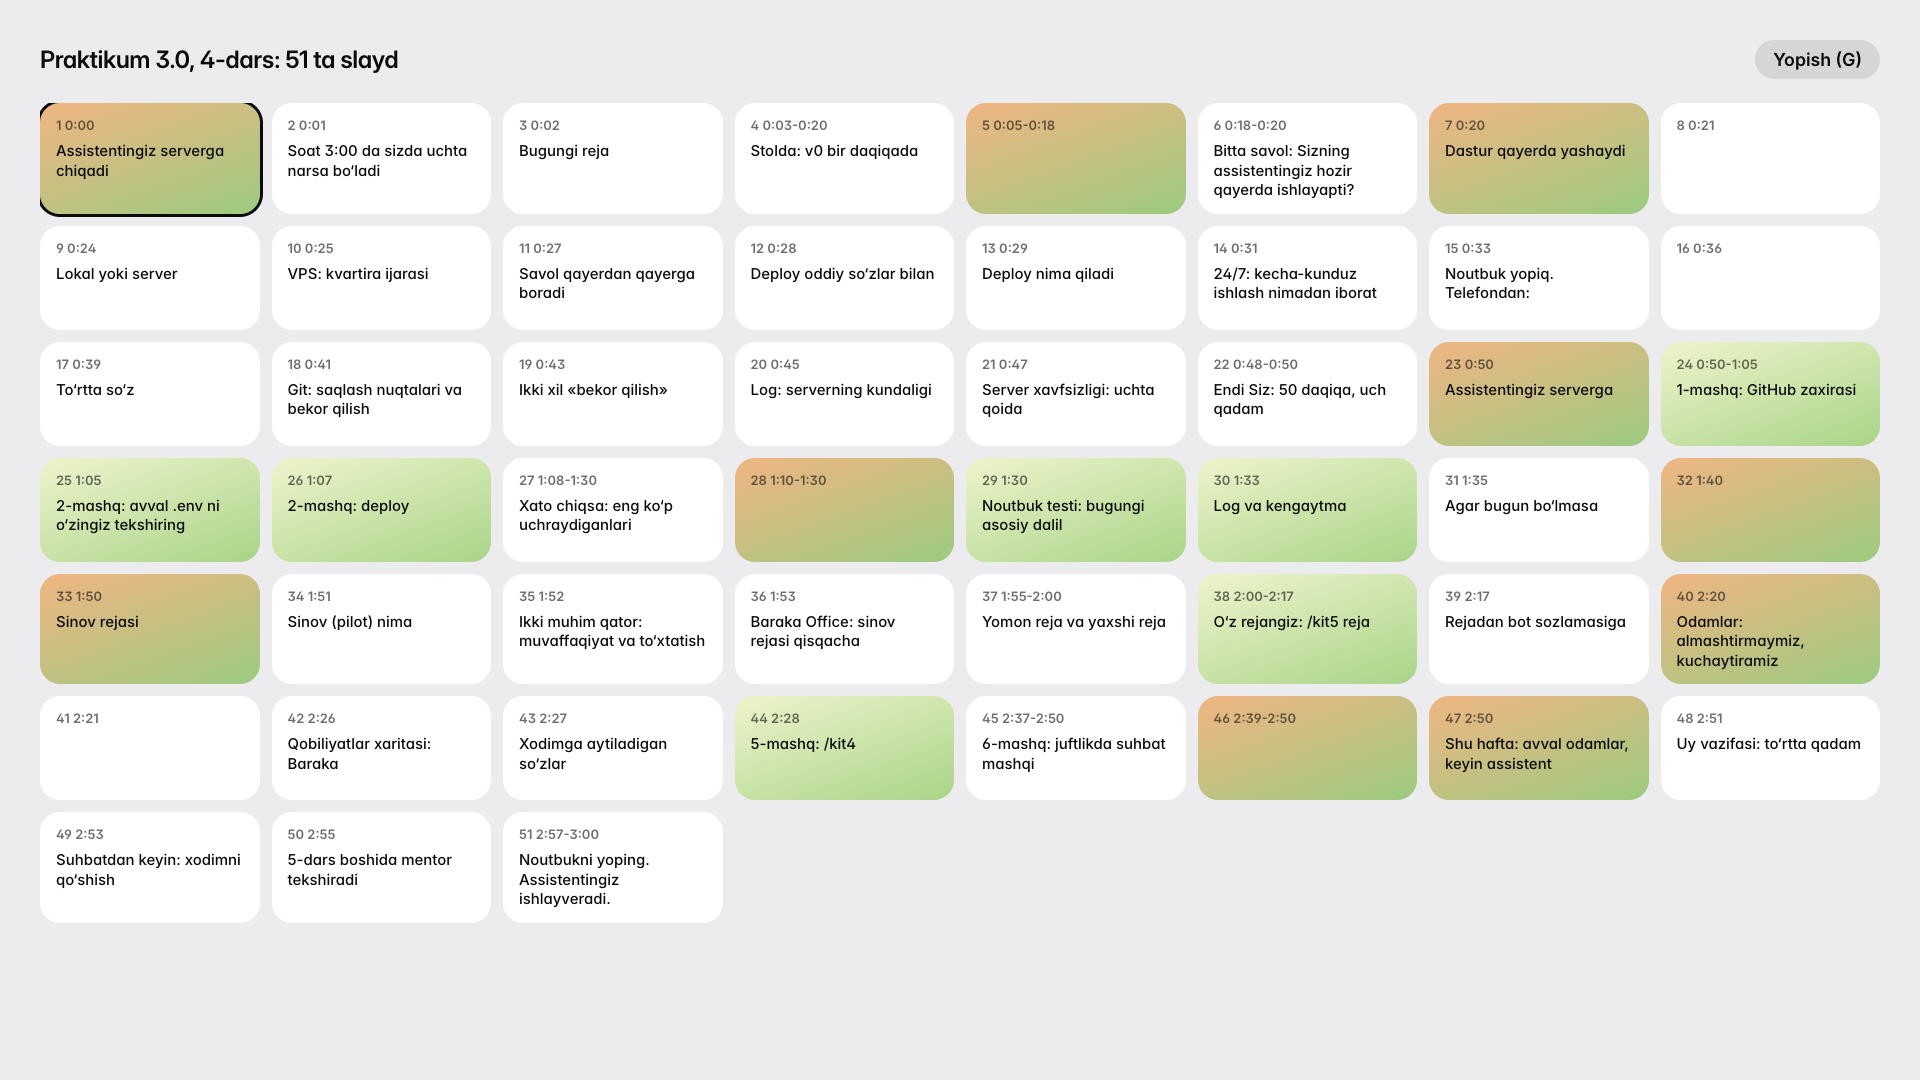 Praktikum 3.0, 4-dars: 51 ta slayd
Yopish (G)
1 0:00
Assistentingiz serverga
chiqadi
2 0:01
Soat 3:00 da sizda uchta
narsa bo‘ladi
3 0:02
Bugungi reja
4 0:03-0:20
Stolda: v0 bir daqiqada
5 0:05-0:18
6 0:18-0:20
Bitta savol: Sizning
assistentingiz hozir
qayerda ishlayapti?
7 0:20
Dastur qayerda yashaydi
8 0:21
9 0:24
Lokal yoki server
10 0:25
VPS: kvartira ijarasi
11 0:27
Savol qayerdan qayerga
boradi
12 0:28
Deploy oddiy so‘zlar bilan
13 0:29
Deploy nima qiladi
14 0:31
24/7: kecha-kunduz
ishlash nimadan iborat
15 0:33
Noutbuk yopiq.
Telefondan:
16 0:36
17 0:39
To‘rtta so‘z
18 0:41
Git: saqlash nuqtalari va
bekor qilish
19 0:43
Ikki xil «bekor qilish»
20 0:45
Log: serverning kundaligi
21 0:47
Server xavfsizligi: uchta
qoida
22 0:48-0:50
Endi Siz: 50 daqiqa, uch
qadam
23 0:50
Assistentingiz serverga
24 0:50-1:05
1-mashq: GitHub zaxirasi
25 1:05
2-mashq: avval .env ni
o‘zingiz tekshiring
26 1:07
2-mashq: deploy
27 1:08-1:30
Xato chiqsa: eng ko‘p
uchraydiganlari
28 1:10-1:30
29 1:30
Noutbuk testi: bugungi
asosiy dalil
30 1:33
Log va kengaytma
31 1:35
Agar bugun bo‘lmasa
32 1:40
33 1:50
Sinov rejasi
34 1:51
Sinov (pilot) nima
35 1:52
Ikki muhim qator:
muvaffaqiyat va to‘xtatish
36 1:53
Baraka Office: sinov
rejasi qisqacha
37 1:55-2:00
Yomon reja va yaxshi reja
38 2:00-2:17
O‘z rejangiz: /kit5 reja
39 2:17
Rejadan bot sozlamasiga
40 2:20
Odamlar:
almashtirmaymiz,
kuchaytiramiz
41 2:21
42 2:26
Qobiliyatlar xaritasi:
Baraka
43 2:27
Xodimga aytiladigan
so‘zlar
44 2:28
5-mashq: /kit4
45 2:37-2:50
6-mashq: juftlikda suhbat
mashqi
46 2:39-2:50
47 2:50
Shu hafta: avval odamlar,
keyin assistent
48 2:51
Uy vazifasi: to‘rtta qadam
49 2:53
Suhbatdan keyin: xodimni
qo‘shish
50 2:55
5-dars boshida mentor
tekshiradi
51 2:57-3:00
Noutbukni yoping.
Assistentingiz
ishlayveradi.